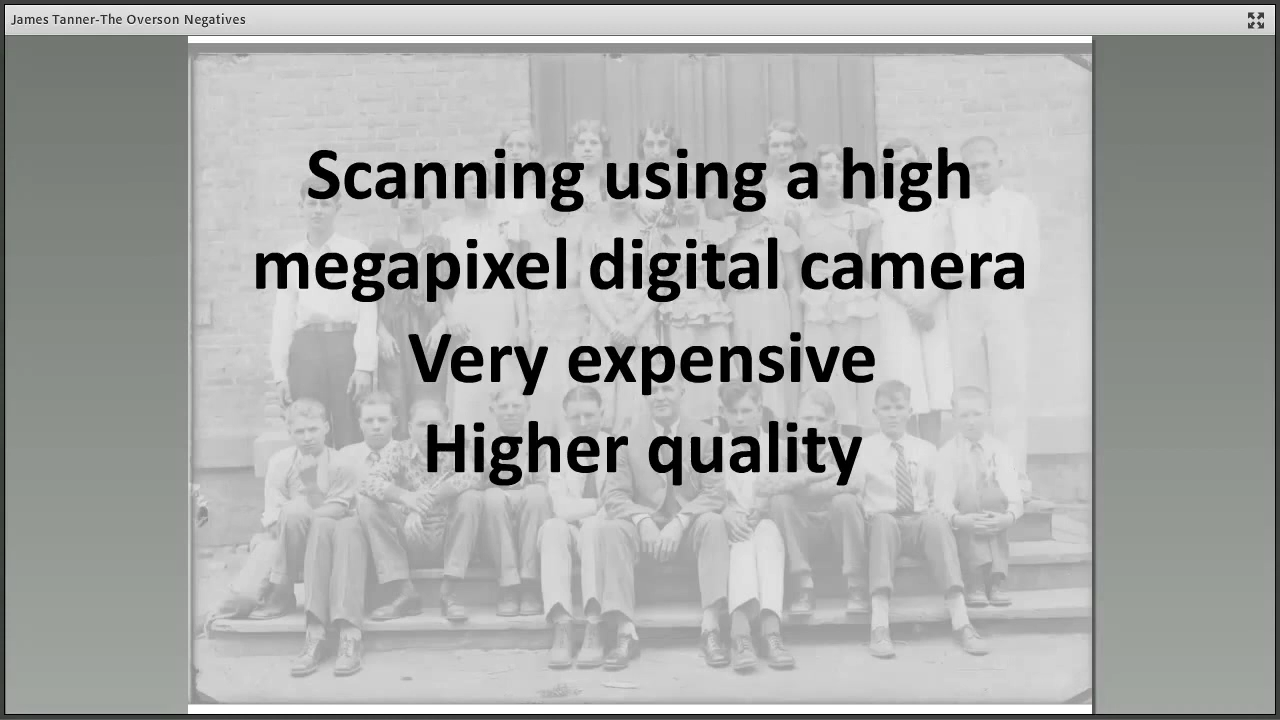 James Tanner-The Overson Negatives
Scanning using a high
megapixel digital camera
Very expensive
Higher quality